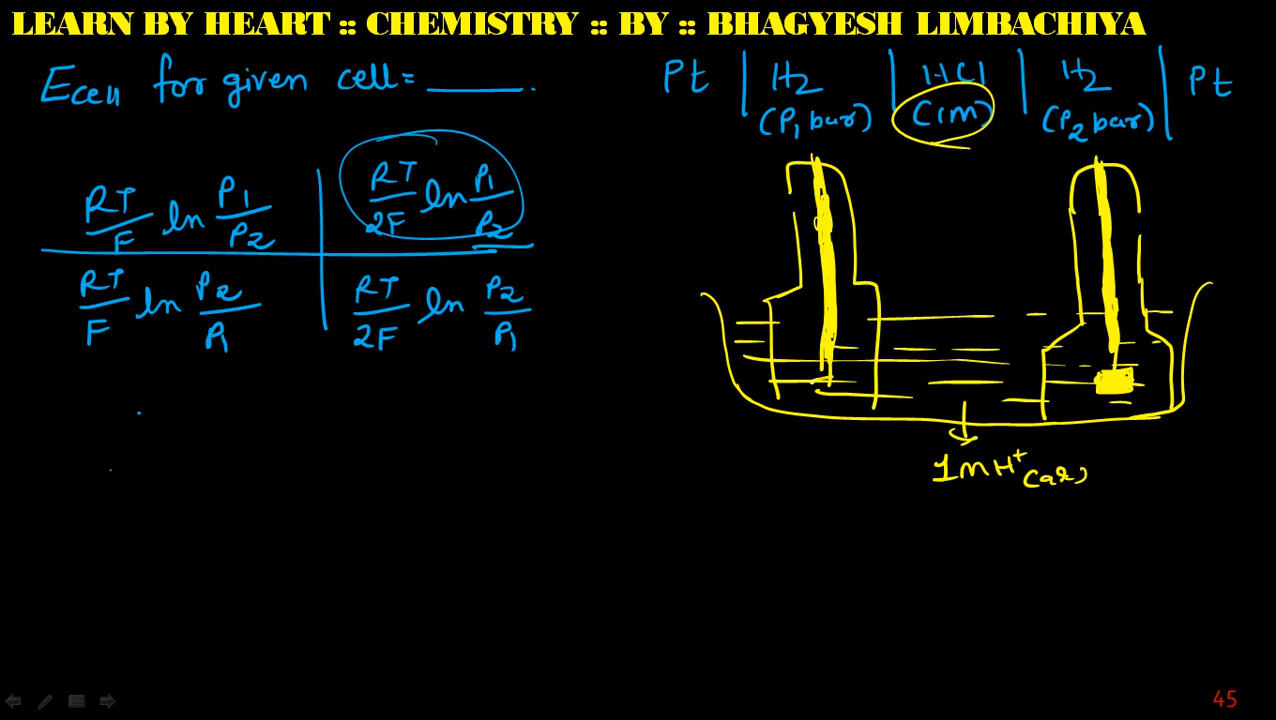 LEARN BY HEART :: CHEMISTRY :: BY :: BHAGYESH LIMBACHIYA
Ecell for given cell= ______.
Pt | H2 | HCl | H2 | Pt
(P1 bar) (1M) (P2 bar)
RT/F ln P1/P2 | RT/2F ln P1/P2
RT/F ln P2/P1 | RT/2F ln P2/P1
1M H+(aq)
45